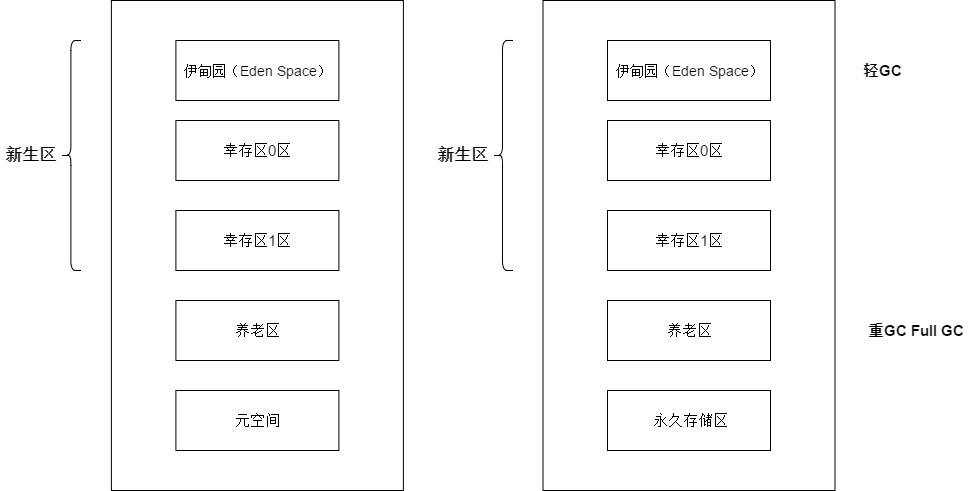 伊甸园（Eden Space）
幸存区0区
新生区
幸存区1区
养老区
元空间
伊甸园（Eden Space）
轻GC
幸存区0区
新生区
幸存区1区
养老区
重GC Full GC
永久存储区